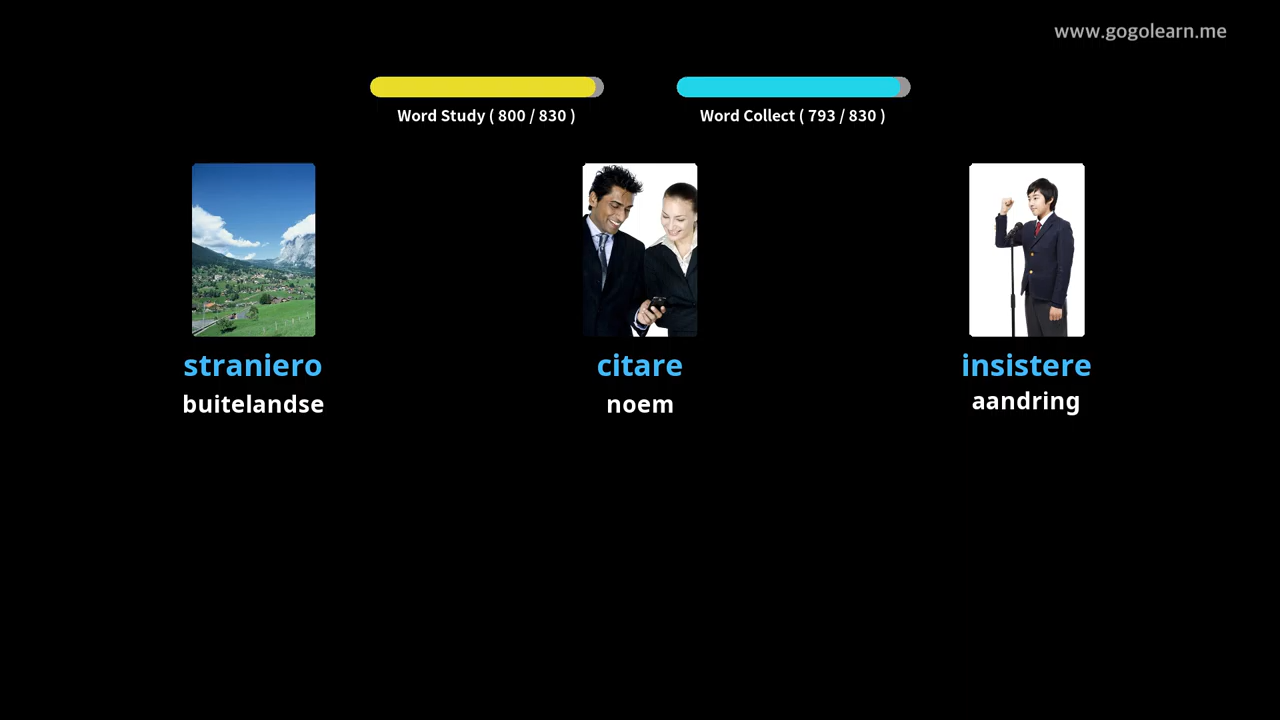 www.gogolearn.me
Word Study ( 800 / 830 )
Word Collect ( 793 / 830 )
straniero
buitelandse
citare
noem
insistere
aandring